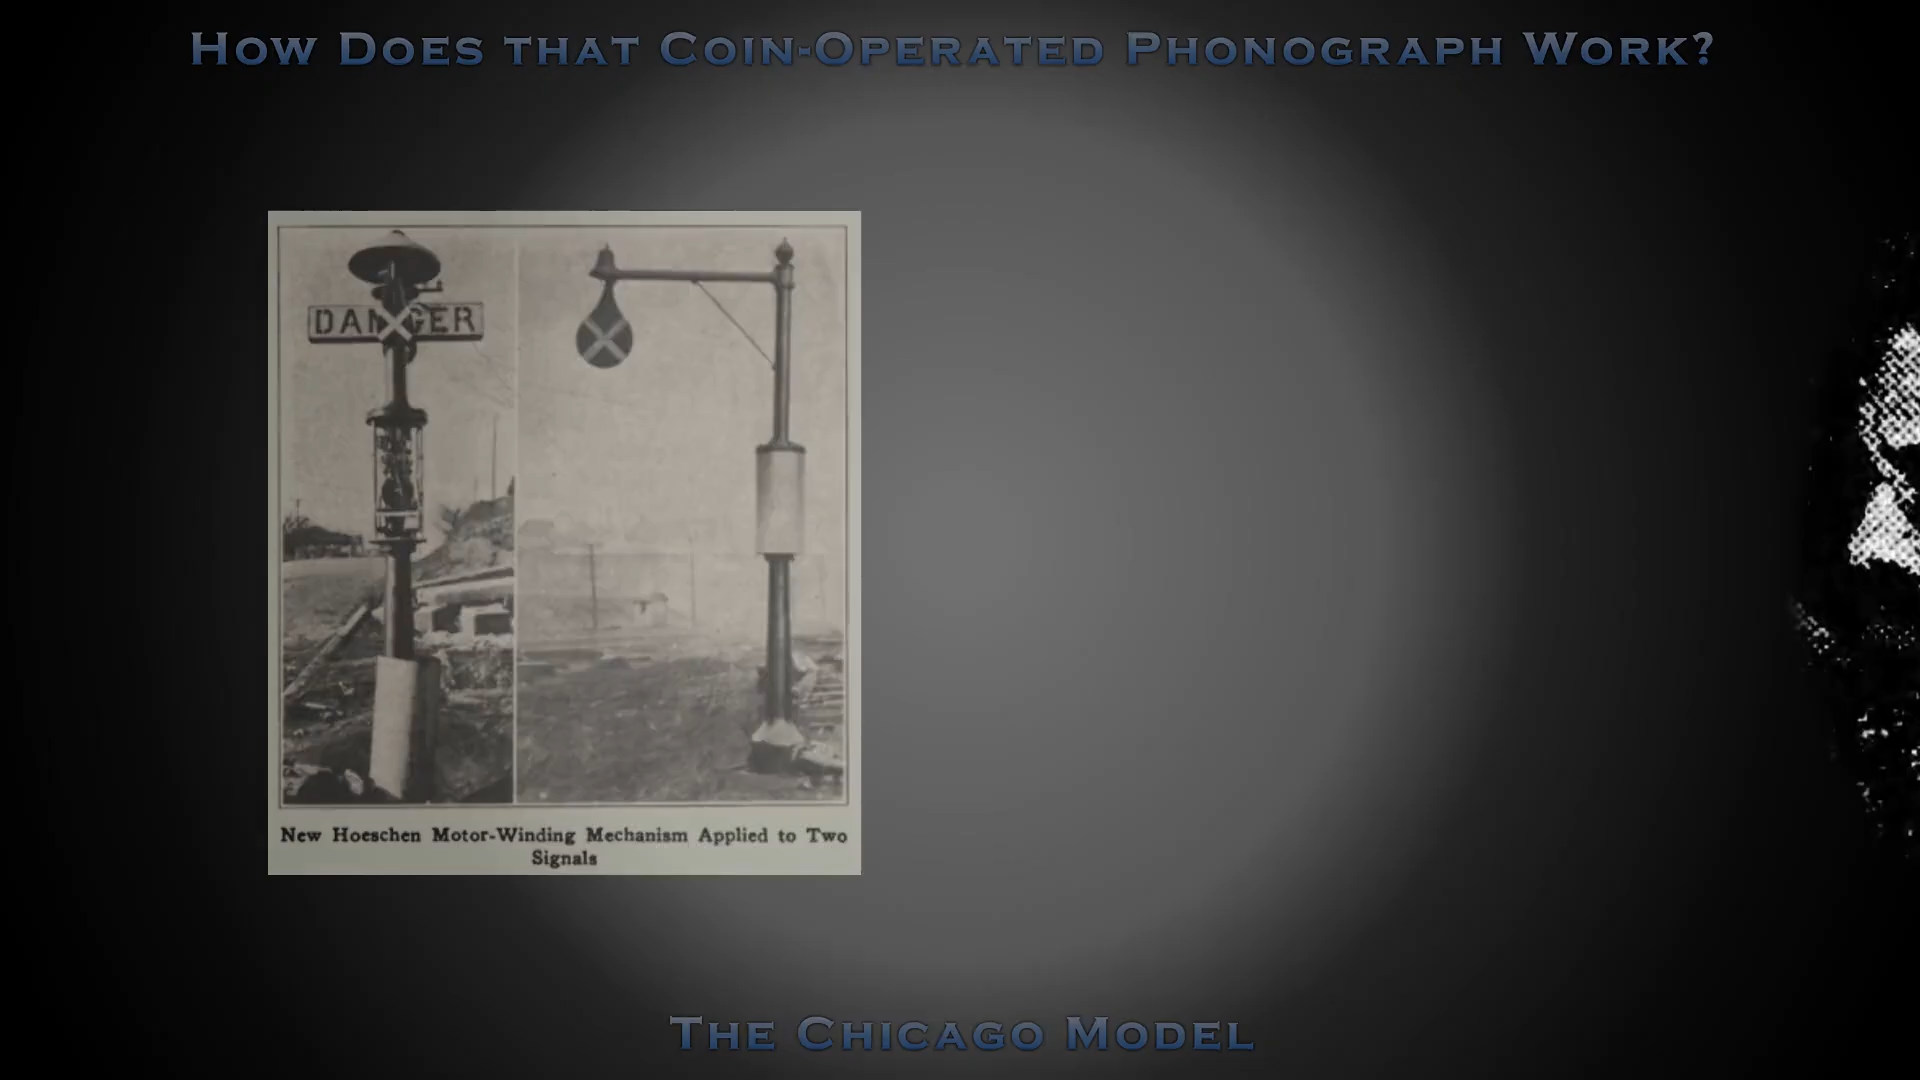 How Does that Coin-Operated Phonograph Work?
DANGER
New Hoeschen Motor-Winding Mechanism Applied to Two
Signals
The Chicago Model